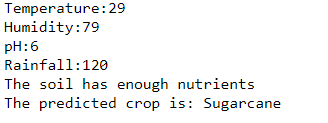 Temperature:29
Humidity:79
pH:6
Rainfall:120
The soil has enough nutrients
The predicted crop is: Sugarcane